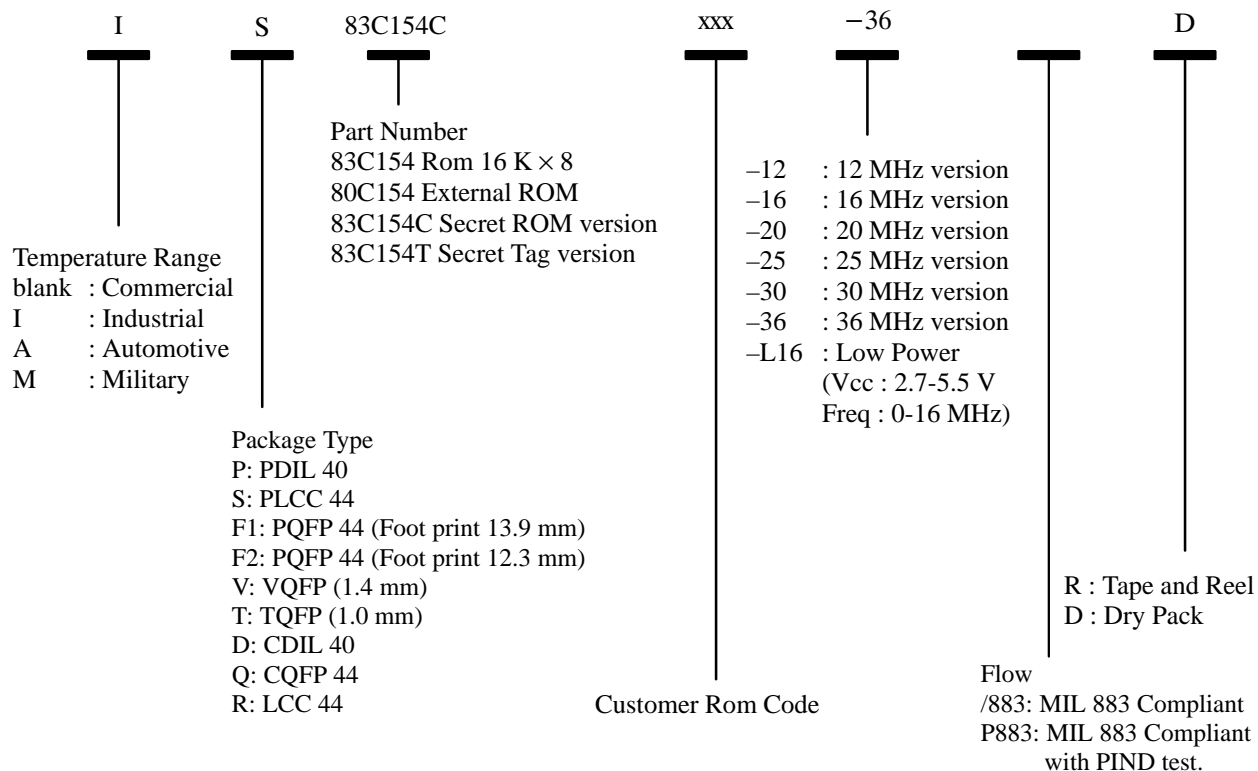 I S 83C154C xxx −36 D
Part Number
83C154 Rom 16 K × 8
80C154 External ROM
83C154C Secret ROM version
83C154T Secret Tag version
Temperature Range
blank : Commercial
I : Industrial
A : Automotive
M : Military
–12 : 12 MHz version
–16 : 16 MHz version
–20 : 20 MHz version
–25 : 25 MHz version
–30 : 30 MHz version
–36 : 36 MHz version
–L16 : Low Power
(Vcc : 2.7-5.5 V
Freq : 0-16 MHz)
Package Type
P: PDIL 40
S: PLCC 44
F1: PQFP 44 (Foot print 13.9 mm)
F2: PQFP 44 (Foot print 12.3 mm)
V: VQFP (1.4 mm)
T: TQFP (1.0 mm)
D: CDIL 40
Q: CQFP 44
R: LCC 44
Customer Rom Code
R : Tape and Reel
D : Dry Pack
Flow
/883: MIL 883 Compliant
P883: MIL 883 Compliant
with PIND test.